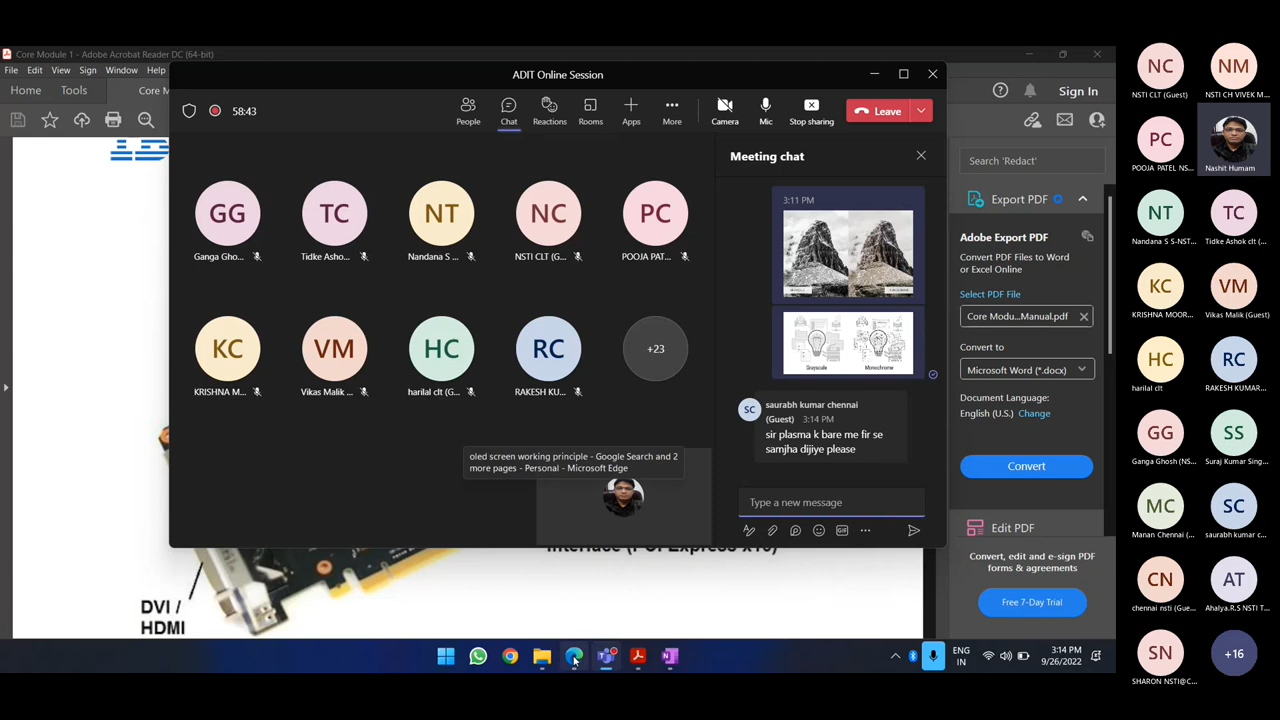 Core Module 1 - Adobe Acrobat Reader DC (64-bit)
File Edit View Sign Window Help
Home Tools Core M
Sign In
ADIT Online Session
58:43
People Chat Reactions Rooms Apps More Camera Mic Stop sharing Leave
GG TC NT NC PC
Ganga Gho... Tidke Asho... Nandana S ... NSTI CLT (G... POOJA PAT...
KC VM HC RC +23
KRISHNA M... Vikas Malik ... harilal clt (G... RAKESH KU...
oled screen working principle - Google Search and 2
more pages - Personal - Microsoft Edge
Meeting chat
3:11 PM
Grayscale Monochrome
SC
saurabh kumar chennai
(Guest) 3:14 PM
sir plasma k bare me fir se
samjha dijiye please
Type a new message
GIF
Search 'Redact'
Export PDF
Adobe Export PDF
Convert PDF Files to Word
or Excel Online
Select PDF File
Core Modu...Manual.pdf
Convert to
Microsoft Word (*.docx)
Document Language:
English (U.S.) Change
Convert
Edit PDF
Convert, edit and e-sign PDF
forms & agreements
Free 7-Day Trial
Interface (PCI Express x16)
DVI /
HDMI
ENG
IN
3:14 PM
9/26/2022
NC NM
NSTI CLT (Guest) NSTI CH VIVEK M...
PC
POOJA PATEL NS... Nashit Humam
NT TC
Nandana S S-NST... Tidke Ashok clt (...
KC VM
KRISHNA MOOR... Vikas Malik (Guest)
HC RC
harilal clt RAKESH KUMAR...
GG SS
Ganga Ghosh (NS... Suraj Kumar Sing...
MC SC
Manan Chennai (... saurabh kumar c...
CN AT
chennai nsti (Gue... Ahalya.R.S NSTI T...
SN +16
SHARON NSTI@C...